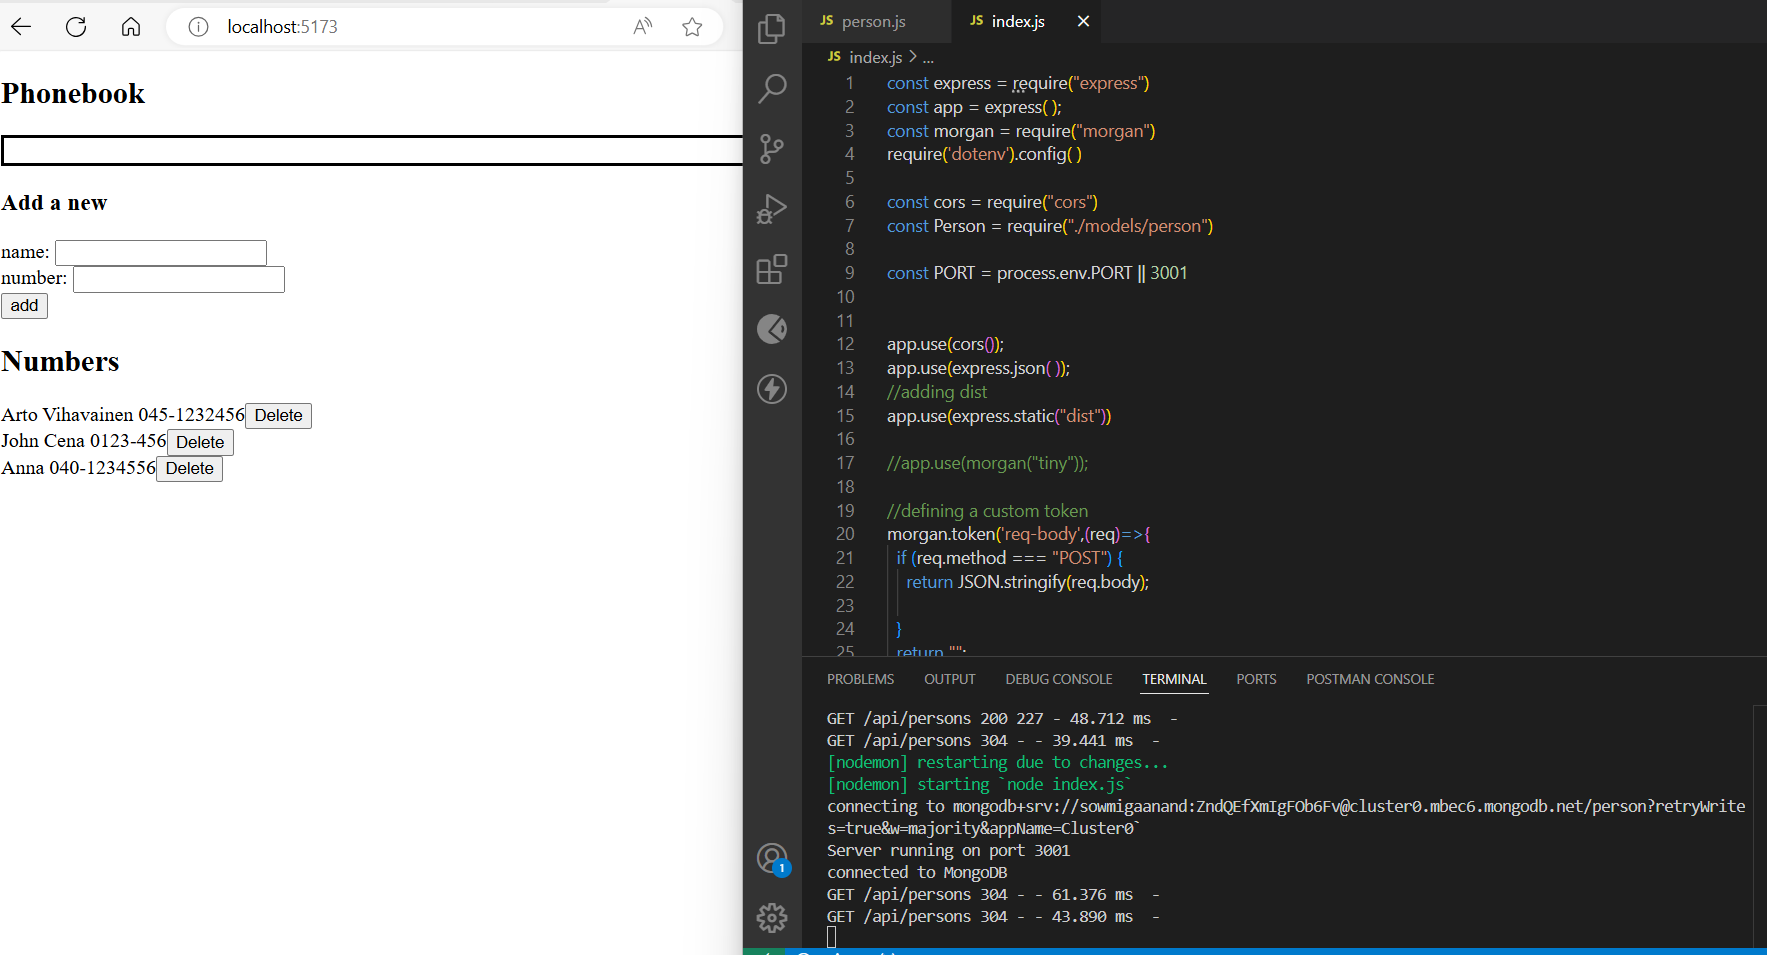 localhost:5173
Phonebook
Add a new
name:
number:
add
Numbers
Arto Vihavainen 045-1232456 Delete
John Cena 0123-456 Delete
Anna 040-1234556 Delete
JS person.js
JS index.js
JS index.js > ...
1 const express = require("express")
2 const app = express( );
3 const morgan = require("morgan")
4 require('dotenv').config( )
5
6 const cors = require("cors")
7 const Person = require("./models/person")
8
9 const PORT = process.env.PORT || 3001
10
11
12 app.use(cors());
13 app.use(express.json( ));
14 //adding dist
15 app.use(express.static("dist"))
16
17 //app.use(morgan("tiny"));
18
19 //defining a custom token
20 morgan.token('req-body',(req)=>{
21 if (req.method === "POST") {
22 return JSON.stringify(req.body);
23
24 }
25 return "";
PROBLEMS OUTPUT DEBUG CONSOLE TERMINAL PORTS POSTMAN CONSOLE
GET /api/persons 200 227 - 48.712 ms  -
GET /api/persons 304 - - 39.441 ms  -
[nodemon] restarting due to changes...
[nodemon] starting `node index.js`
connecting to mongodb+srv://sowmigaanand:ZndQEfXmIgFOb6Fv@cluster0.mbec6.mongodb.net/person?retryWrite
s=true&w=majority&appName=Cluster0`
Server running on port 3001
connected to MongoDB
GET /api/persons 304 - - 61.376 ms  -
GET /api/persons 304 - - 43.890 ms  -
1